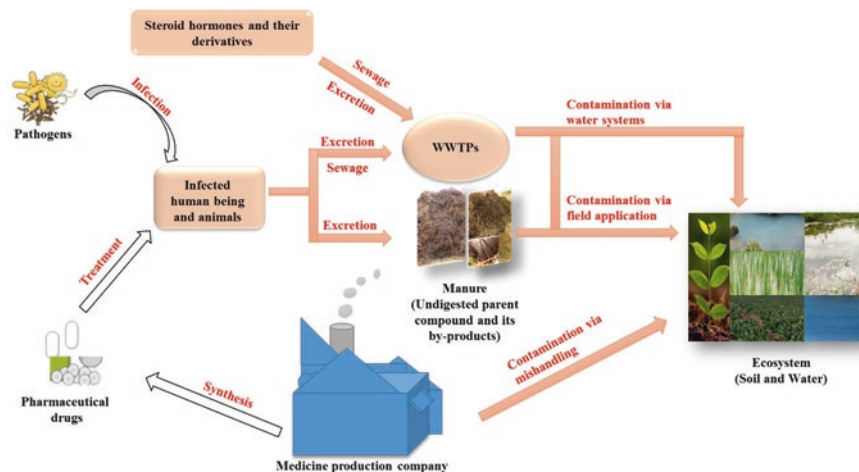 Steroid hormones and their
derivatives
Infection
Pathogens
Sewage
Excretion
Contamination via
water systems
WWTPs
Excretion
Sewage
Infected
human being
and animals
Contamination via
field application
Excretion
Treatment
Manure
(Undigested parent
compound and its
by-products)
Contamination via
mishandling
Ecosystem
(Soil and Water)
Synthesis
Pharmaceutical
drugs
Medicine production company